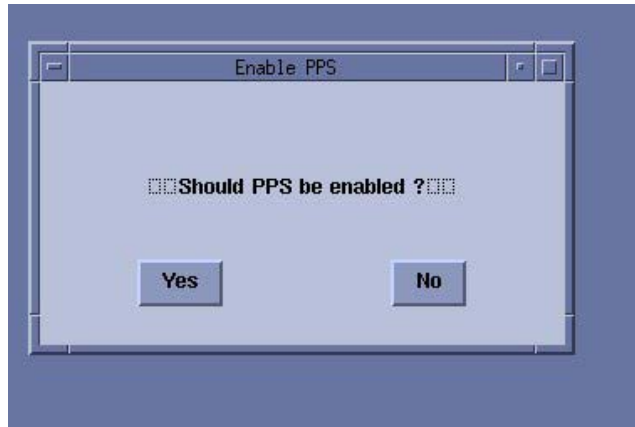 Enable PPS
Should PPS be enabled ?
Yes
No